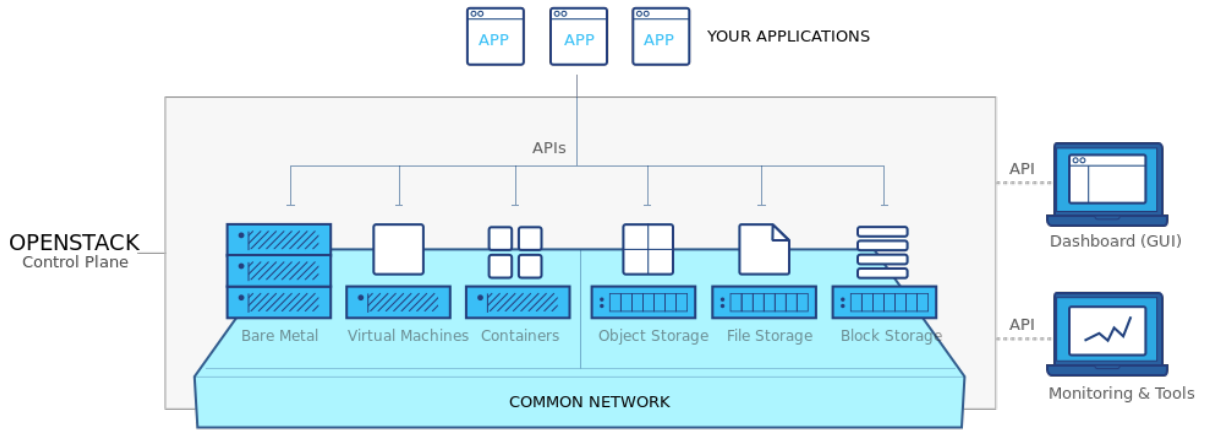 APP APP APP YOUR APPLICATIONS
APIs
API
OPENSTACK
Control Plane
Dashboard (GUI)
API
Bare Metal Virtual Machines Containers Object Storage File Storage Block Storage
Monitoring & Tools
COMMON NETWORK